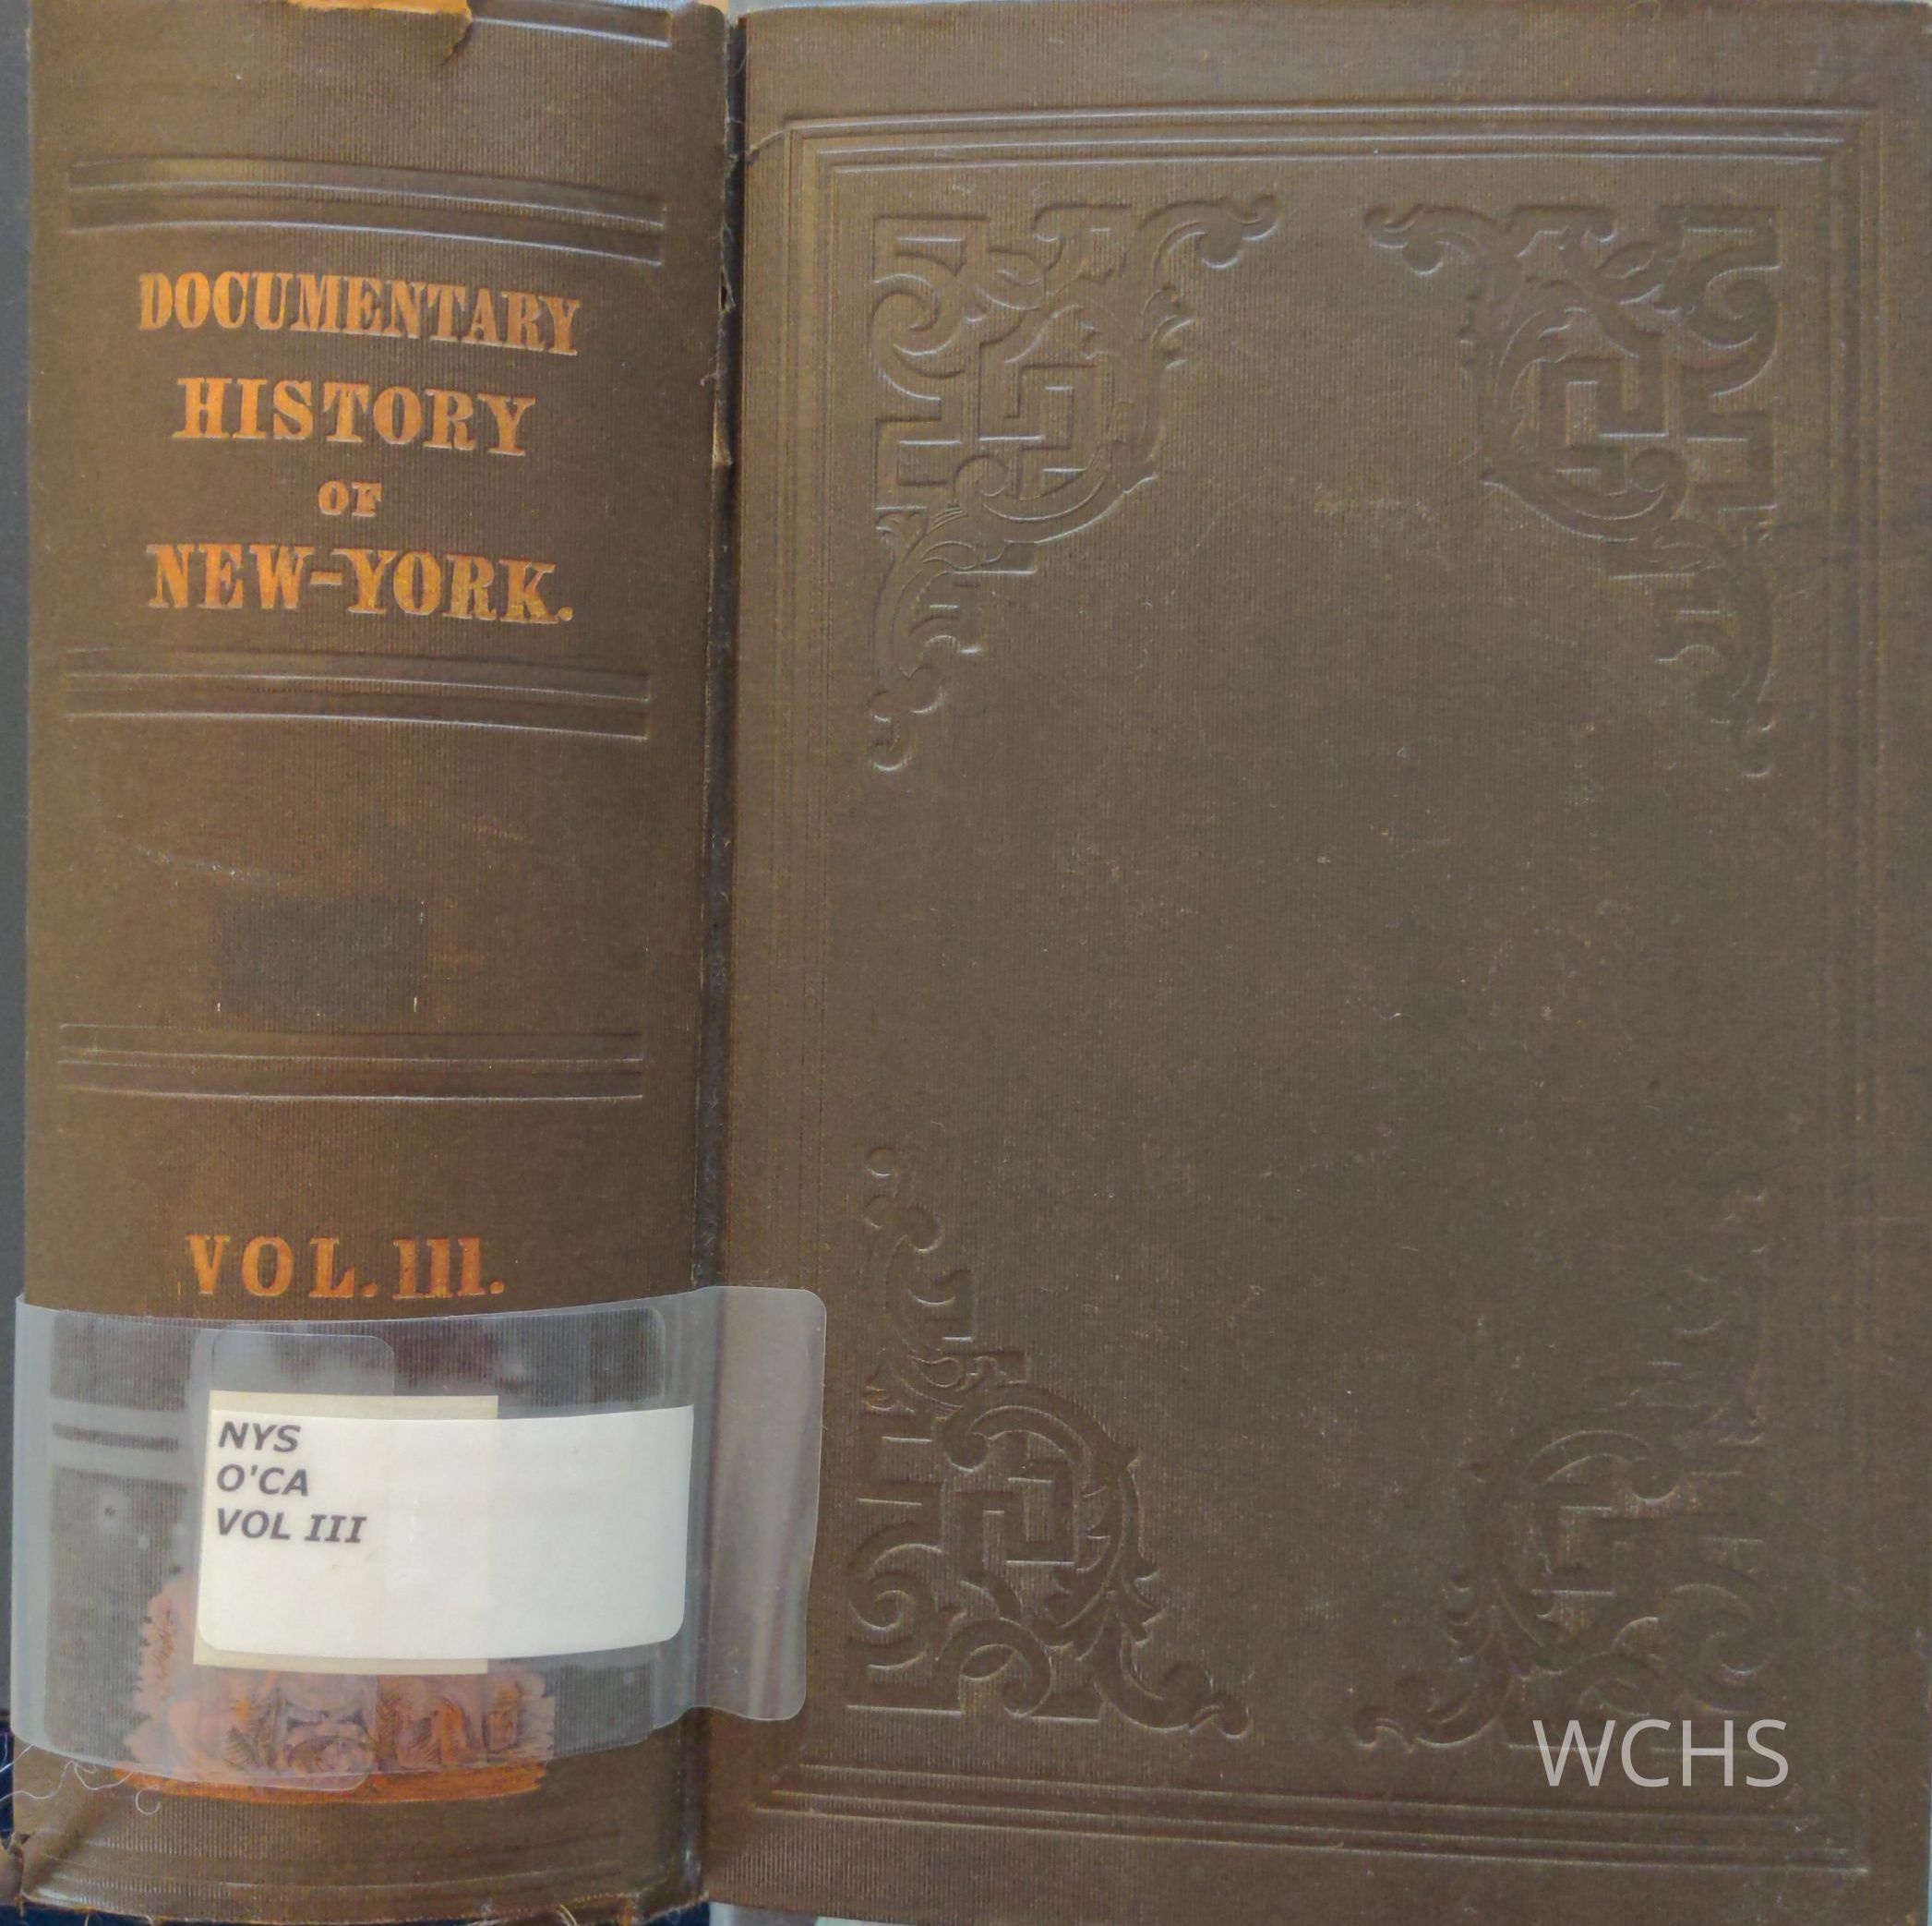 DOCUMENTARY
HISTORY
OF
NEW-YORK.
VOL. III.
NYS
O'CA
VOL III
WCHS